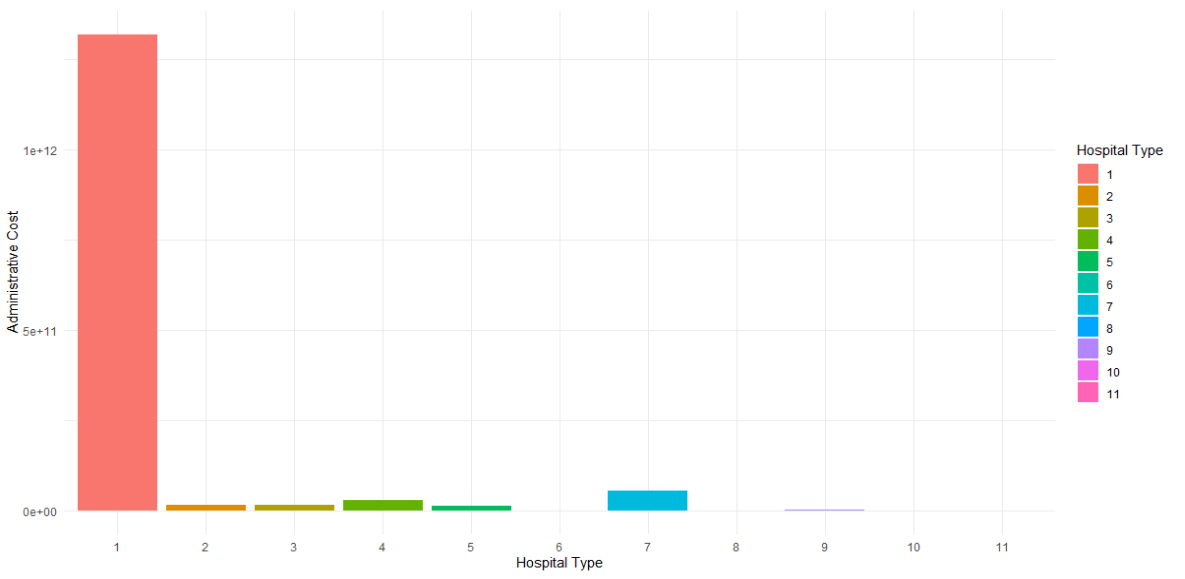 Administrative Cost
1e+12
5e+11
0e+00
1 2 3 4 5 6 7 8 9 10 11
Hospital Type
Hospital Type
1
2
3
4
5
6
7
8
9
10
11